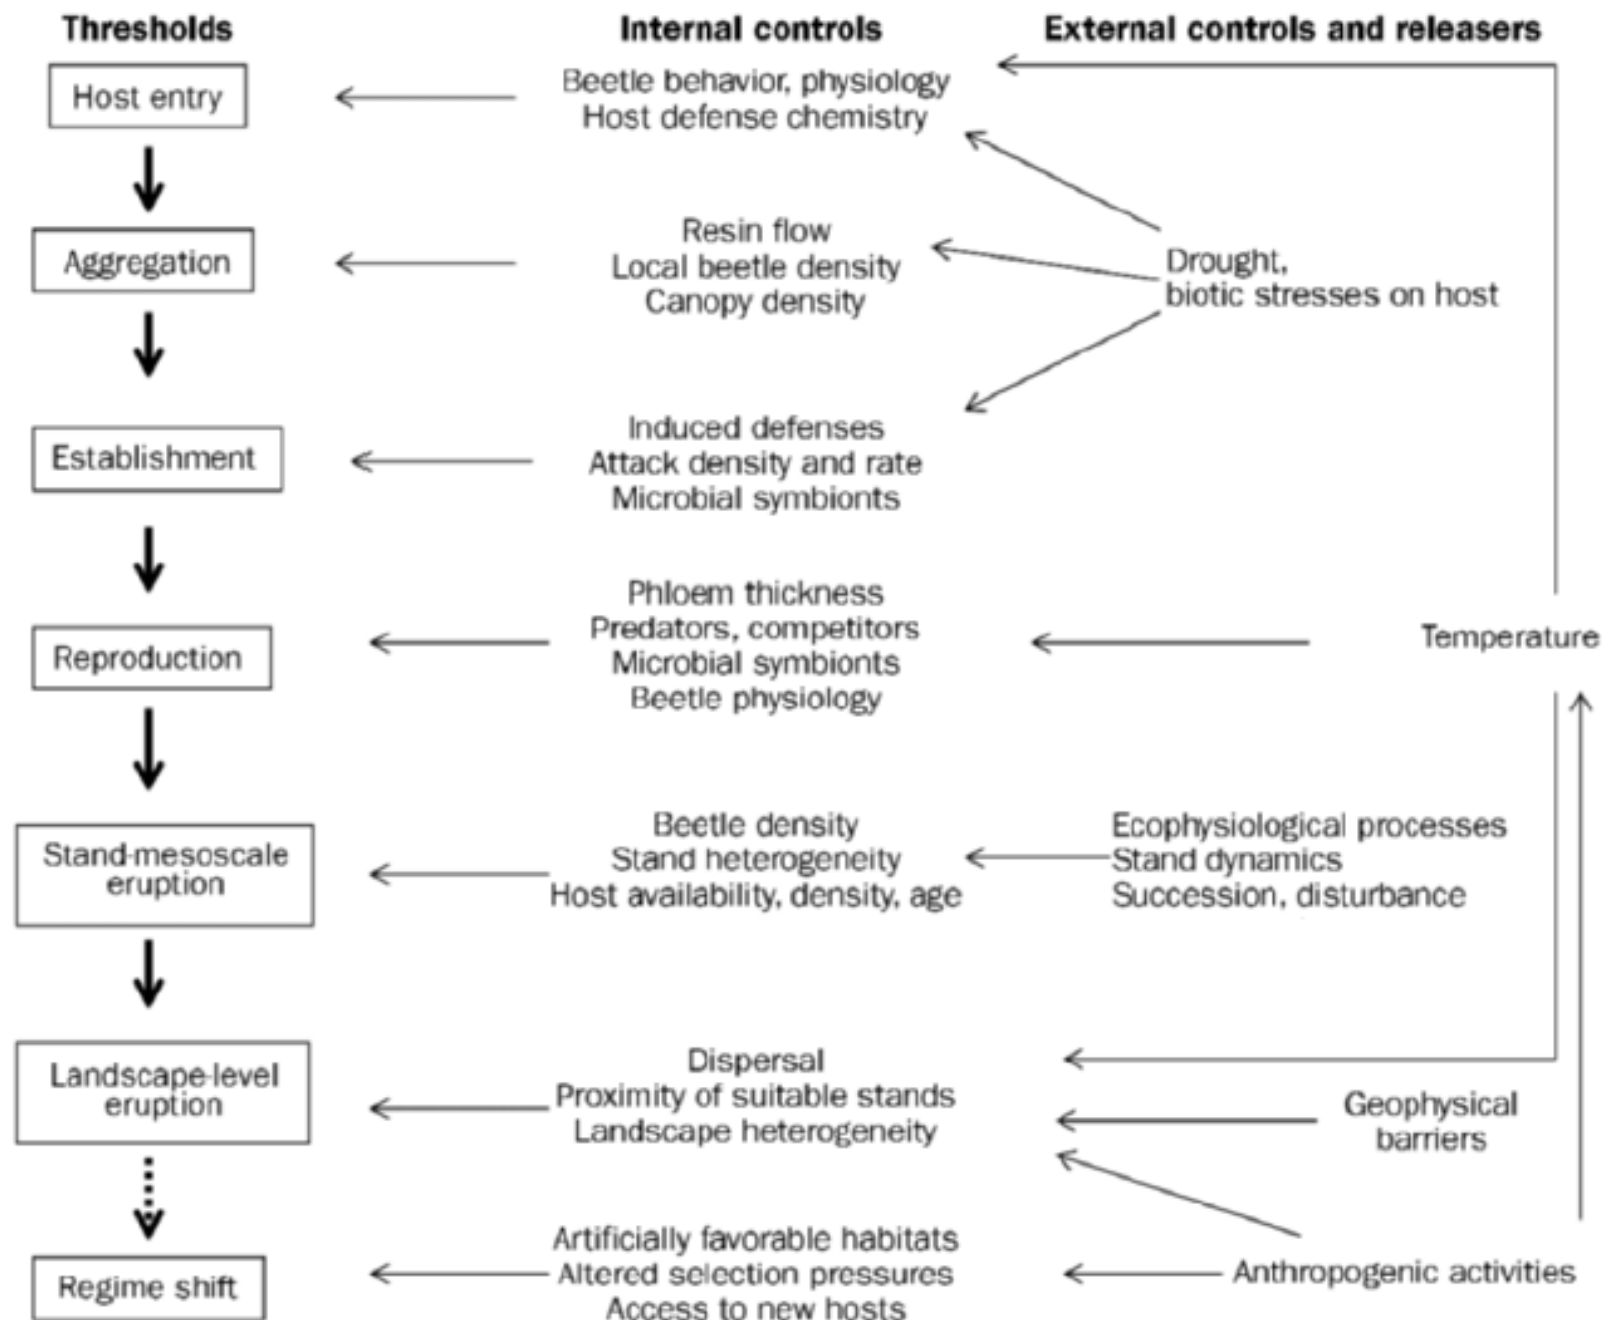 Thresholds
Internal controls
External controls and releasers
Host entry
Beetle behavior, physiology
Host defense chemistry
Aggregation
Resin flow
Local beetle density
Canopy density
Drought,
biotic stresses on host
Establishment
Induced defenses
Attack density and rate
Microbial symbionts
Reproduction
Phloem thickness
Predators, competitors
Microbial symbionts
Beetle physiology
Temperature
Stand-mesoscale
eruption
Beetle density
Stand heterogeneity
Host availability, density, age
Ecophysiological processes
Stand dynamics
Succession, disturbance
Landscape-level
eruption
Dispersal
Proximity of suitable stands
Landscape heterogeneity
Geophysical
barriers
Regime shift
Artificially favorable habitats
Altered selection pressures
Access to new hosts
Anthropogenic activities